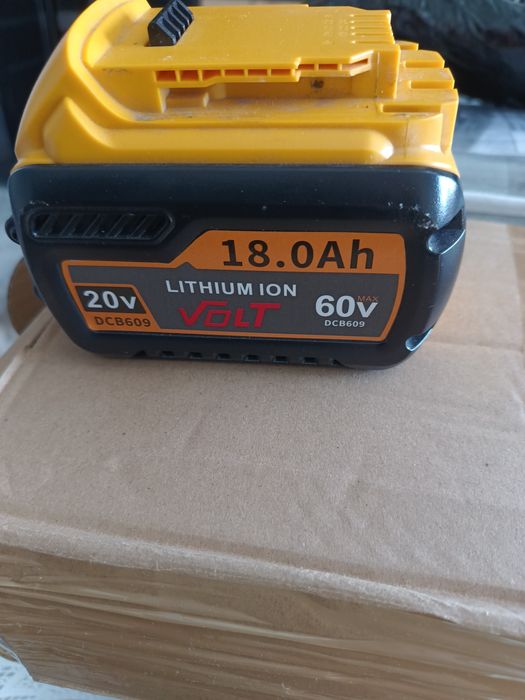 18.0Ah
LITHIUM ION
20V
DCB609
VOLT
60V
MAX
DCB609